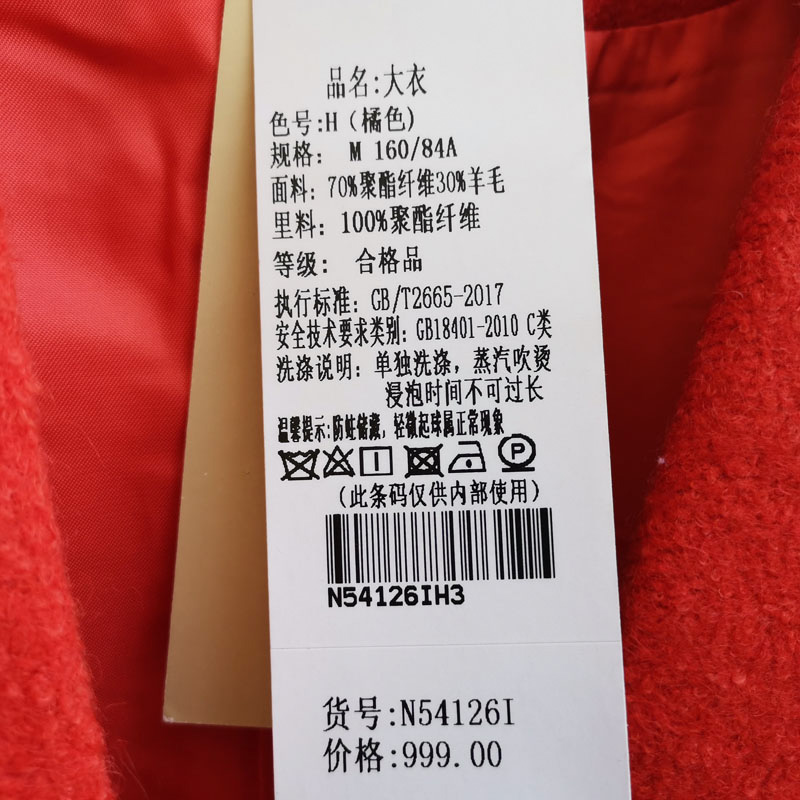 品名:大衣
色号:H（橘色）
规格: M 160/84A
面料: 70%聚酯纤维30%羊毛
里料: 100%聚酯纤维
等级: 合格品
执行标准: GB/T2665-2017
安全技术要求类别: GB18401-2010 C类
洗涤说明: 单独洗涤，蒸汽吹烫
浸泡时间不可过长
温馨提示:防蛀储藏，轻微起球属正常现象
P
（此条码仅供内部使用）
N54126IH3
货号:N54126I
价格:999.00